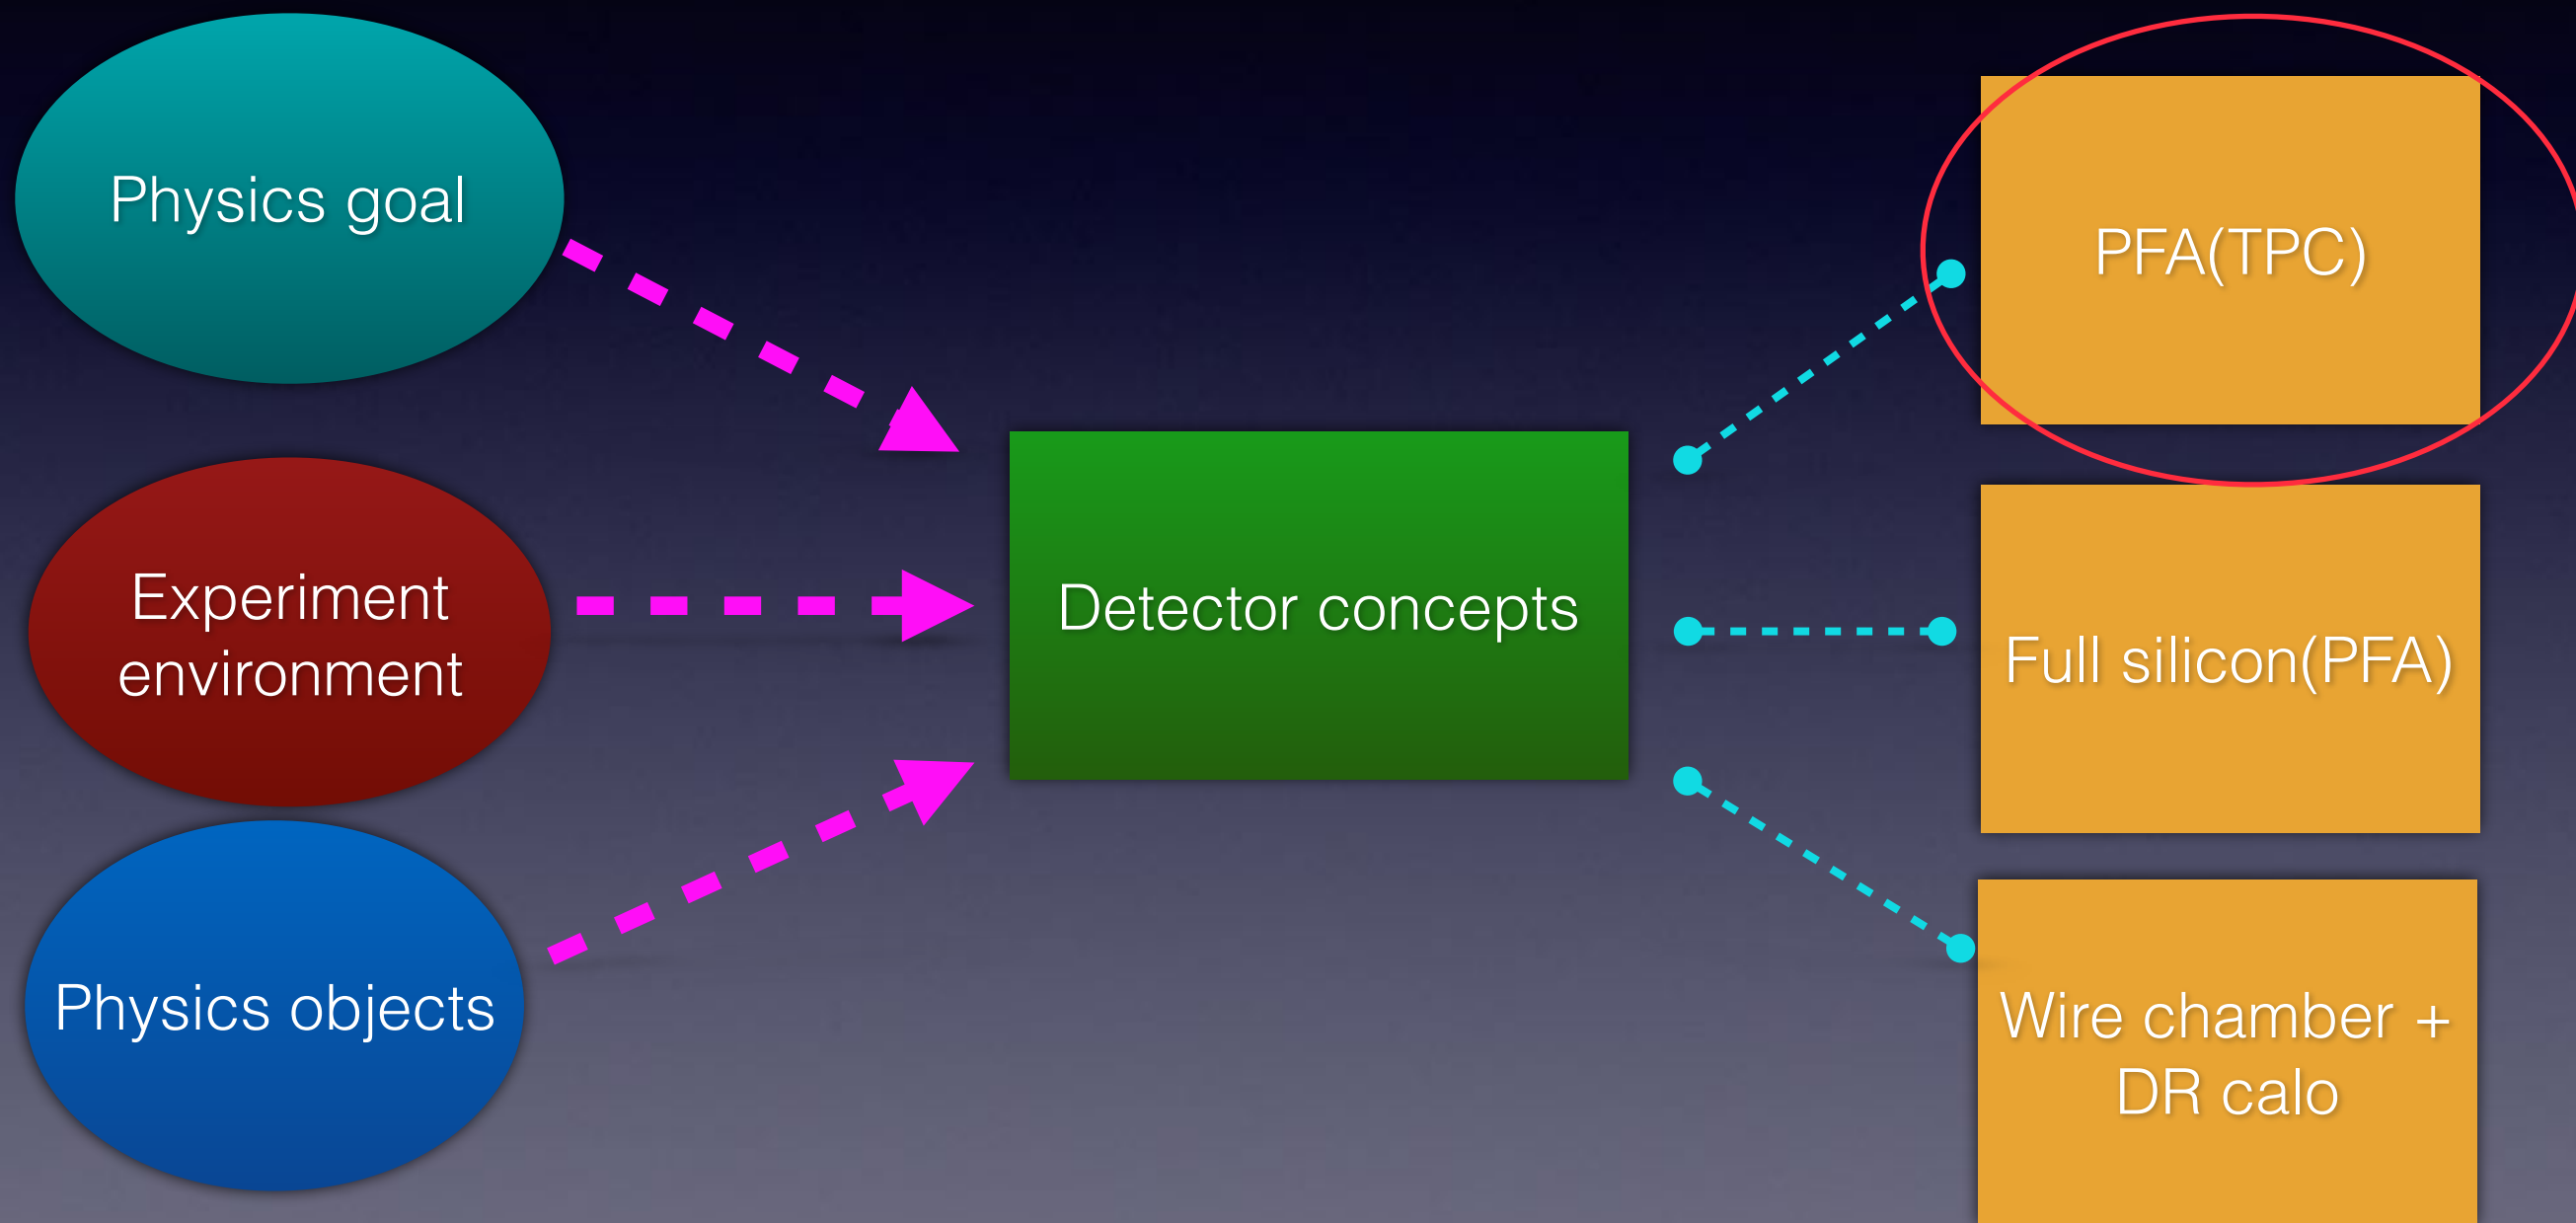 Physics goal
Experiment
environment
Physics objects
Detector concepts
PFA(TPC)
Full silicon(PFA)
Wire chamber +
DR calo